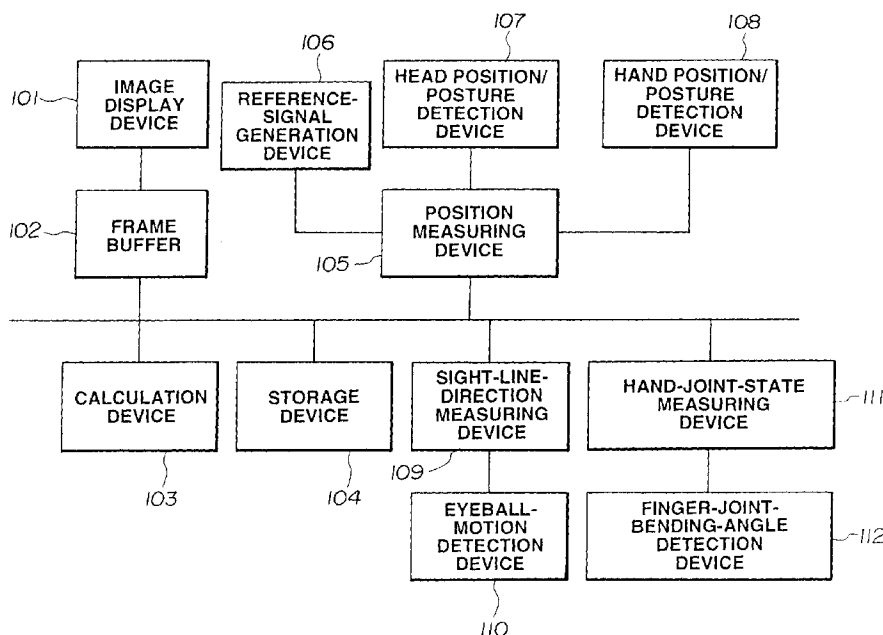 106
107
108
101
IMAGE
DISPLAY
DEVICE
REFERENCE-
SIGNAL
GENERATION
DEVICE
HEAD POSITION/
POSTURE
DETECTION
DEVICE
HAND POSITION/
POSTURE
DETECTION
DEVICE
102
FRAME
BUFFER
105
POSITION
MEASURING
DEVICE
CALCULATION
DEVICE
103
STORAGE
DEVICE
104
SIGHT-LINE-
DIRECTION
MEASURING
DEVICE
109
HAND-JOINT-STATE
MEASURING
DEVICE
111
EYEBALL-
MOTION
DETECTION
DEVICE
110
FINGER-JOINT-
BENDING-ANGLE
DETECTION
DEVICE
112